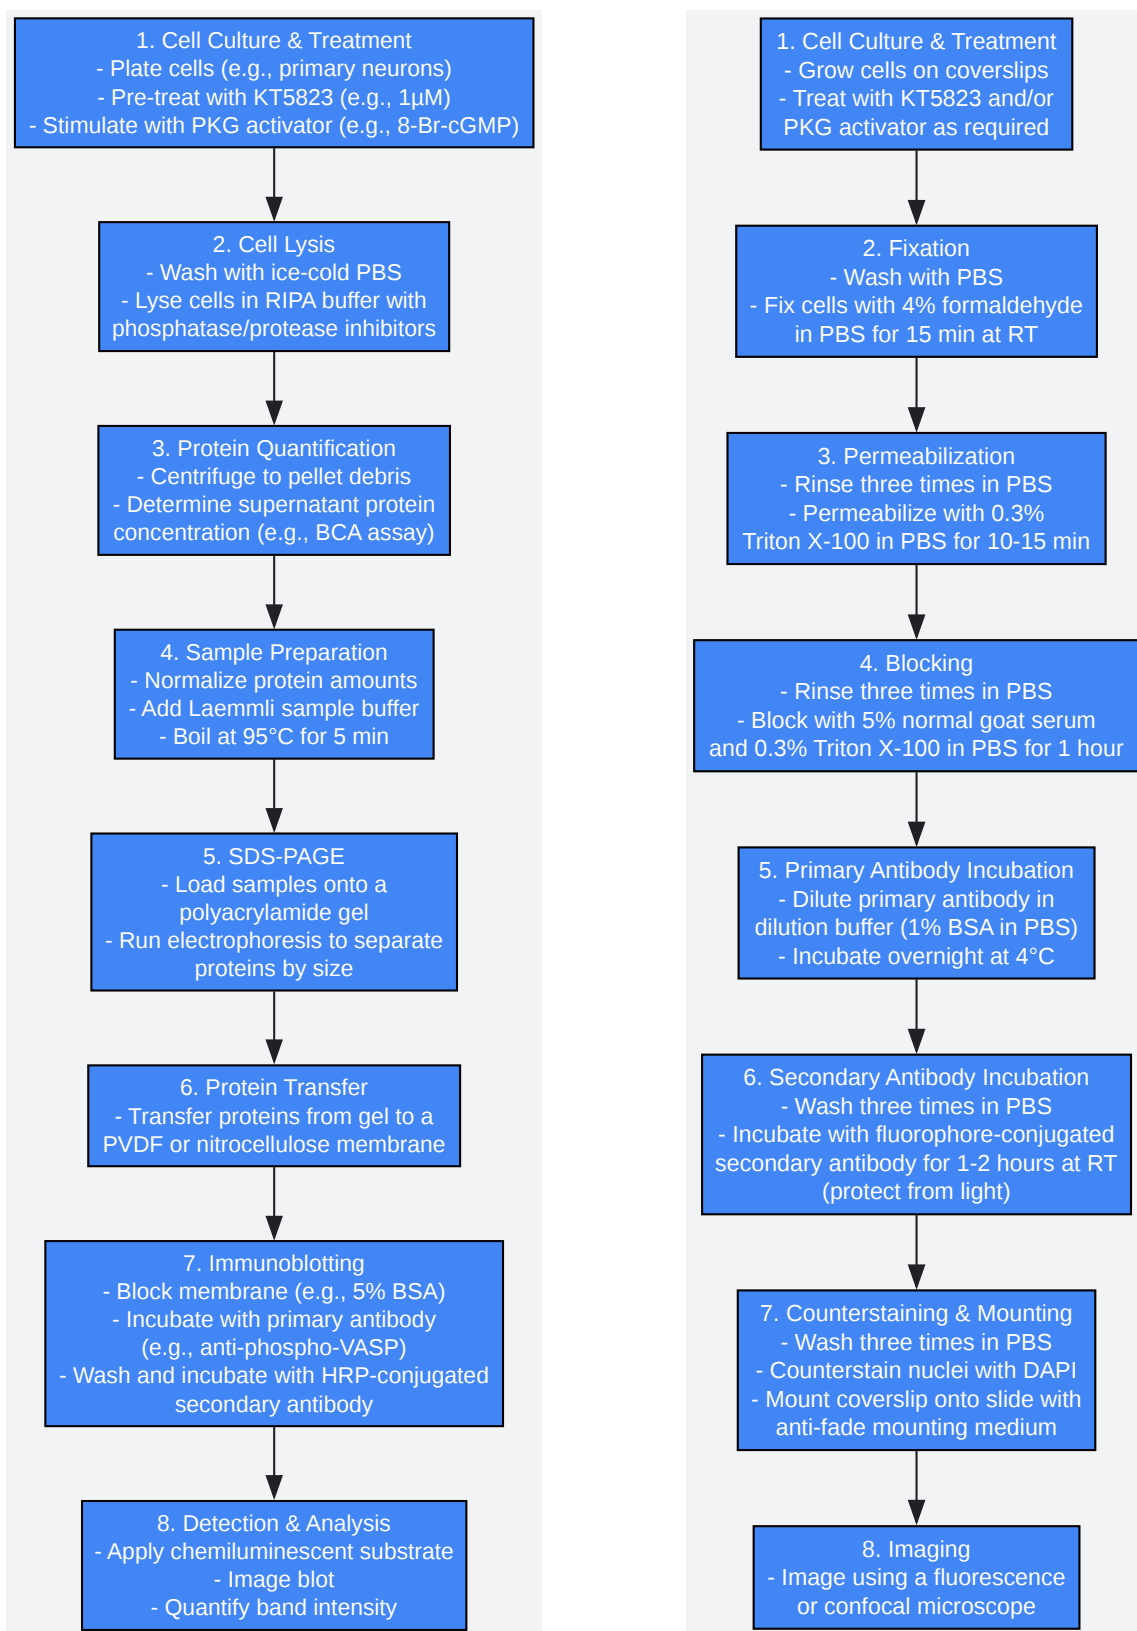 1. Cell Culture & Treatment
- Plate cells (e.g., primary neurons)
- Pre-treat with KT5823 (e.g., 1µM)
- Stimulate with PKG activator (e.g., 8-Br-cGMP)
2. Cell Lysis
- Wash with ice-cold PBS
- Lyse cells in RIPA buffer with
phosphatase/protease inhibitors
3. Protein Quantification
- Centrifuge to pellet debris
- Determine supernatant protein
concentration (e.g., BCA assay)
4. Sample Preparation
- Normalize protein amounts
- Add Laemmli sample buffer
- Boil at 95°C for 5 min
5. SDS-PAGE
- Load samples onto a
polyacrylamide gel
- Run electrophoresis to separate
proteins by size
6. Protein Transfer
- Transfer proteins from gel to a
PVDF or nitrocellulose membrane
7. Immunoblotting
- Block membrane (e.g., 5% BSA)
- Incubate with primary antibody
(e.g., anti-phospho-VASP)
- Wash and incubate with HRP-conjugated
secondary antibody
8. Detection & Analysis
- Apply chemiluminescent substrate
- Image blot
- Quantify band intensity
1. Cell Culture & Treatment
- Grow cells on coverslips
- Treat with KT5823 and/or
PKG activator as required
2. Fixation
- Wash with PBS
- Fix cells with 4% formaldehyde
in PBS for 15 min at RT
3. Permeabilization
- Rinse three times in PBS
- Permeabilize with 0.3%
Triton X-100 in PBS for 10-15 min
4. Blocking
- Rinse three times in PBS
- Block with 5% normal goat serum
and 0.3% Triton X-100 in PBS for 1 hour
5. Primary Antibody Incubation
- Dilute primary antibody in
dilution buffer (1% BSA in PBS)
- Incubate overnight at 4°C
6. Secondary Antibody Incubation
- Wash three times in PBS
- Incubate with fluorophore-conjugated
secondary antibody for 1-2 hours at RT
(protect from light)
7. Counterstaining & Mounting
- Wash three times in PBS
- Counterstain nuclei with DAPI
- Mount coverslip onto slide with
anti-fade mounting medium
8. Imaging
- Image using a fluorescence
or confocal microscope